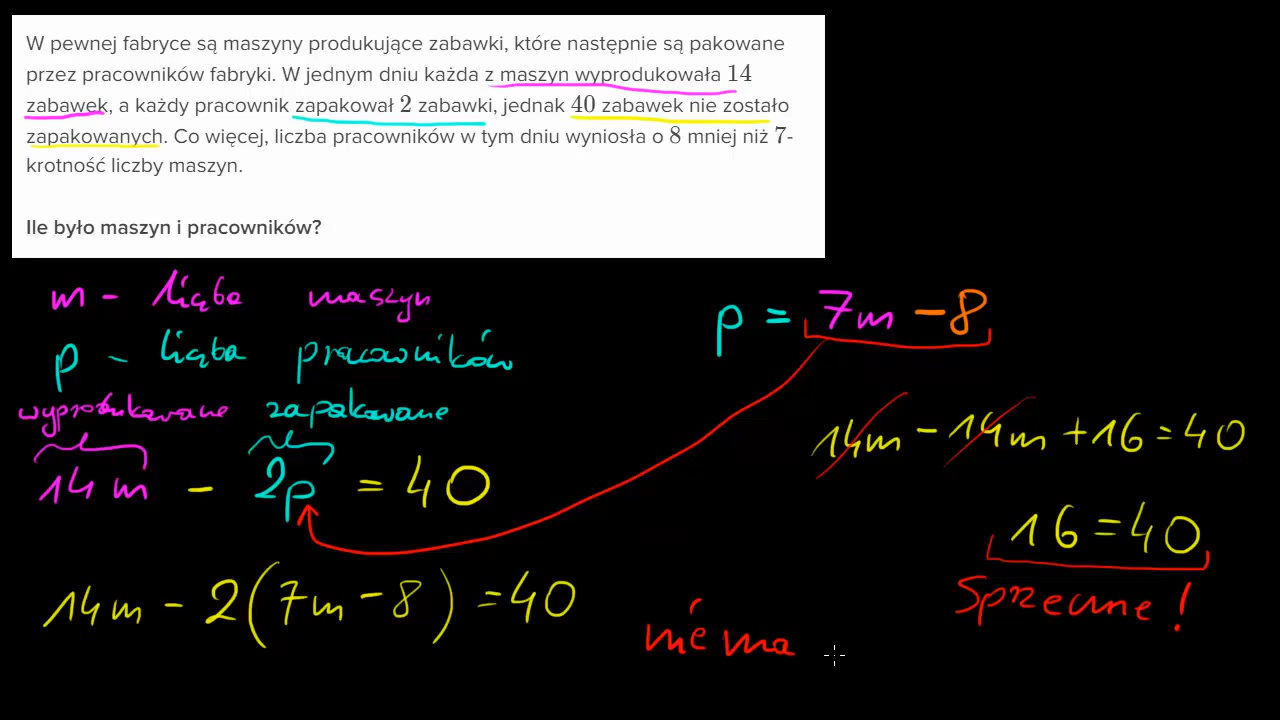 W pewnej fabryce są maszyny produkujące zabawki, które następnie są pakowane
przez pracowników fabryki. W jednym dniu każda z maszyn wyprodukowała 14
zabawek, a każdy pracownik zapakował 2 zabawki, jednak 40 zabawek nie zostało
zapakowanych. Co więcej, liczba pracowników w tym dniu wyniosła o 8 mniej niż 7-
krotność liczby maszyn.
Ile było maszyn i pracowników?
m - liczba maszyn
p - liczba pracowników
wyprodukowane zapakowane
14m - 2p = 40
14m - 2(7m - 8) = 40
p = 7m - 8
14m - 14m + 16 = 40
16 = 40
Sprzeczne!
nie ma